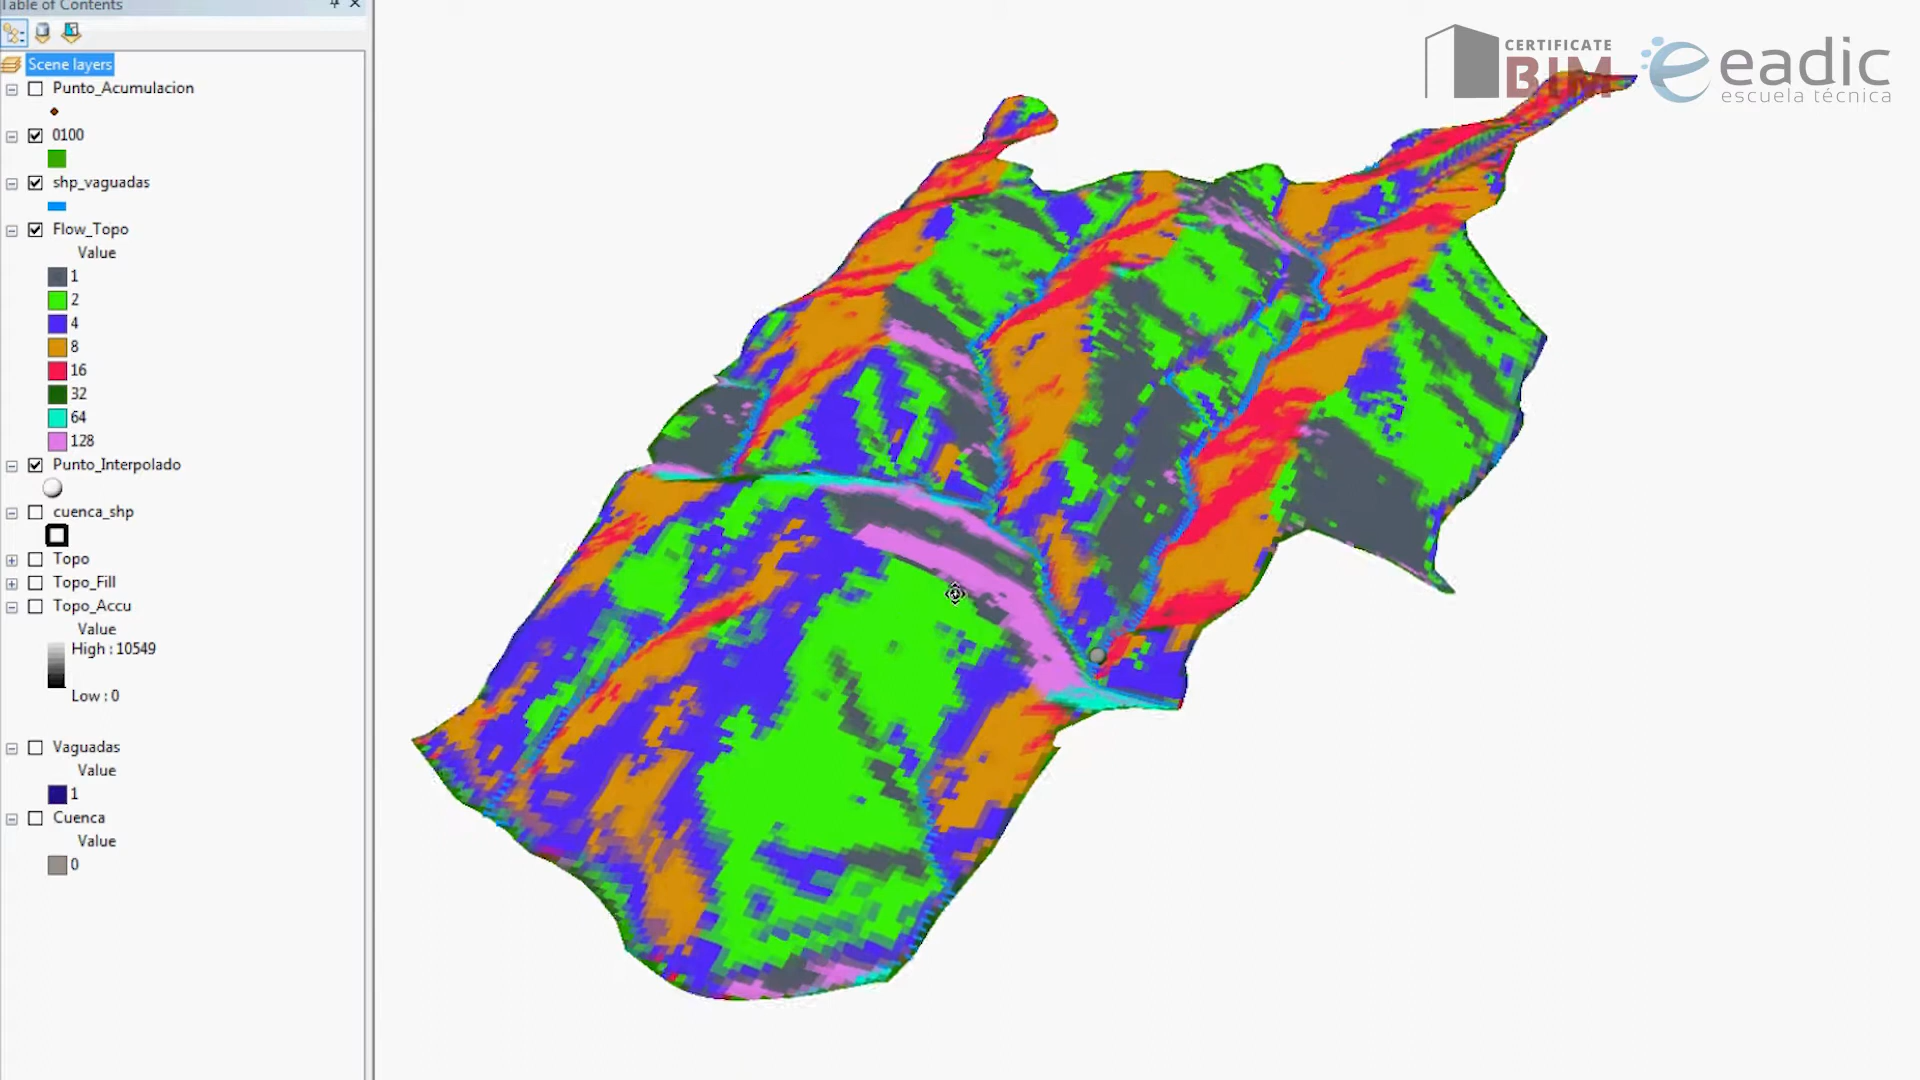 Table of Contents
Scene layers
Punto_Acumulacion
0100
shp_vaguadas
Flow_Topo
Value
1
2
4
8
16
32
64
128
Punto_Interpolado
cuenca_shp
Topo
Topo_Fill
Topo_Accu
Value
High : 10549
Low : 0
Vaguadas
Value
1
Cuenca
Value
0
CERTIFICATE
BIM
eadic
escuela técnica